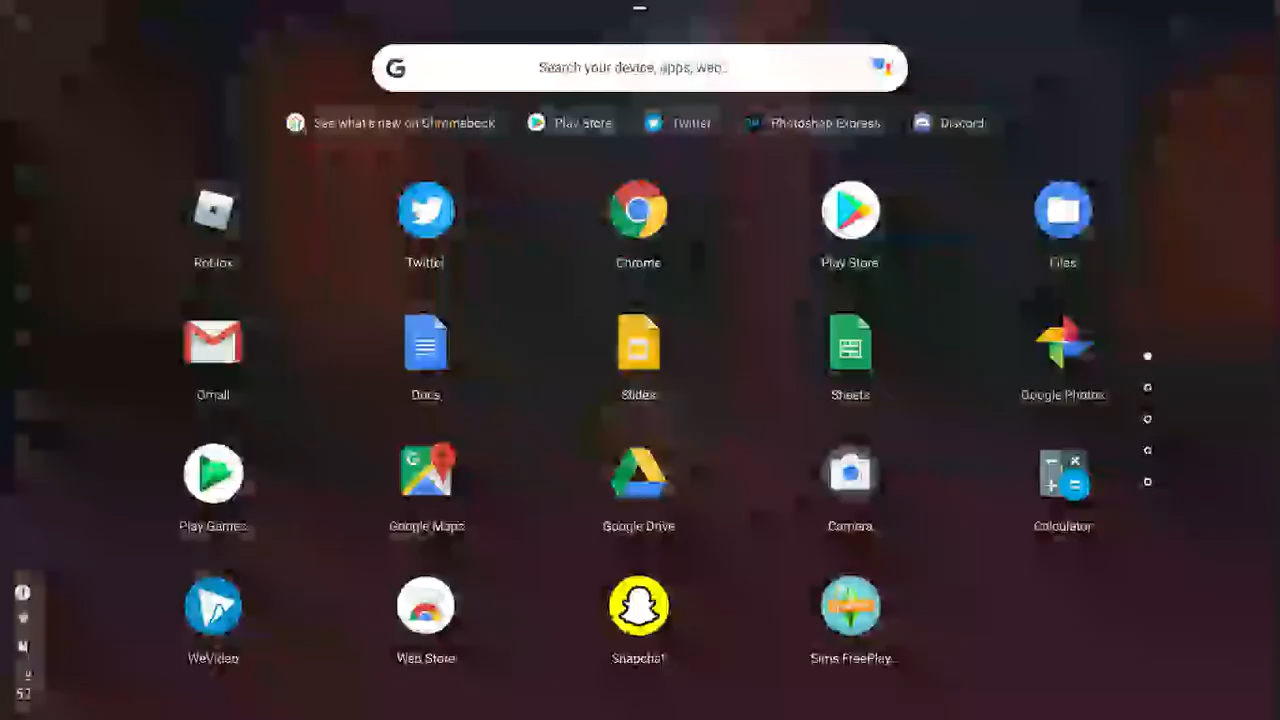 Search your device, apps, web...
See what's new on Chromebook Play Store Twitter Photoshop Express Discord
Roblox Twitter Chrome Play Store Files
Gmail Docs Slides Sheets Google Photos
Play Games Google Maps Google Drive Camera Calculator
WeVideo Web Store Snapchat Sims FreePlay...